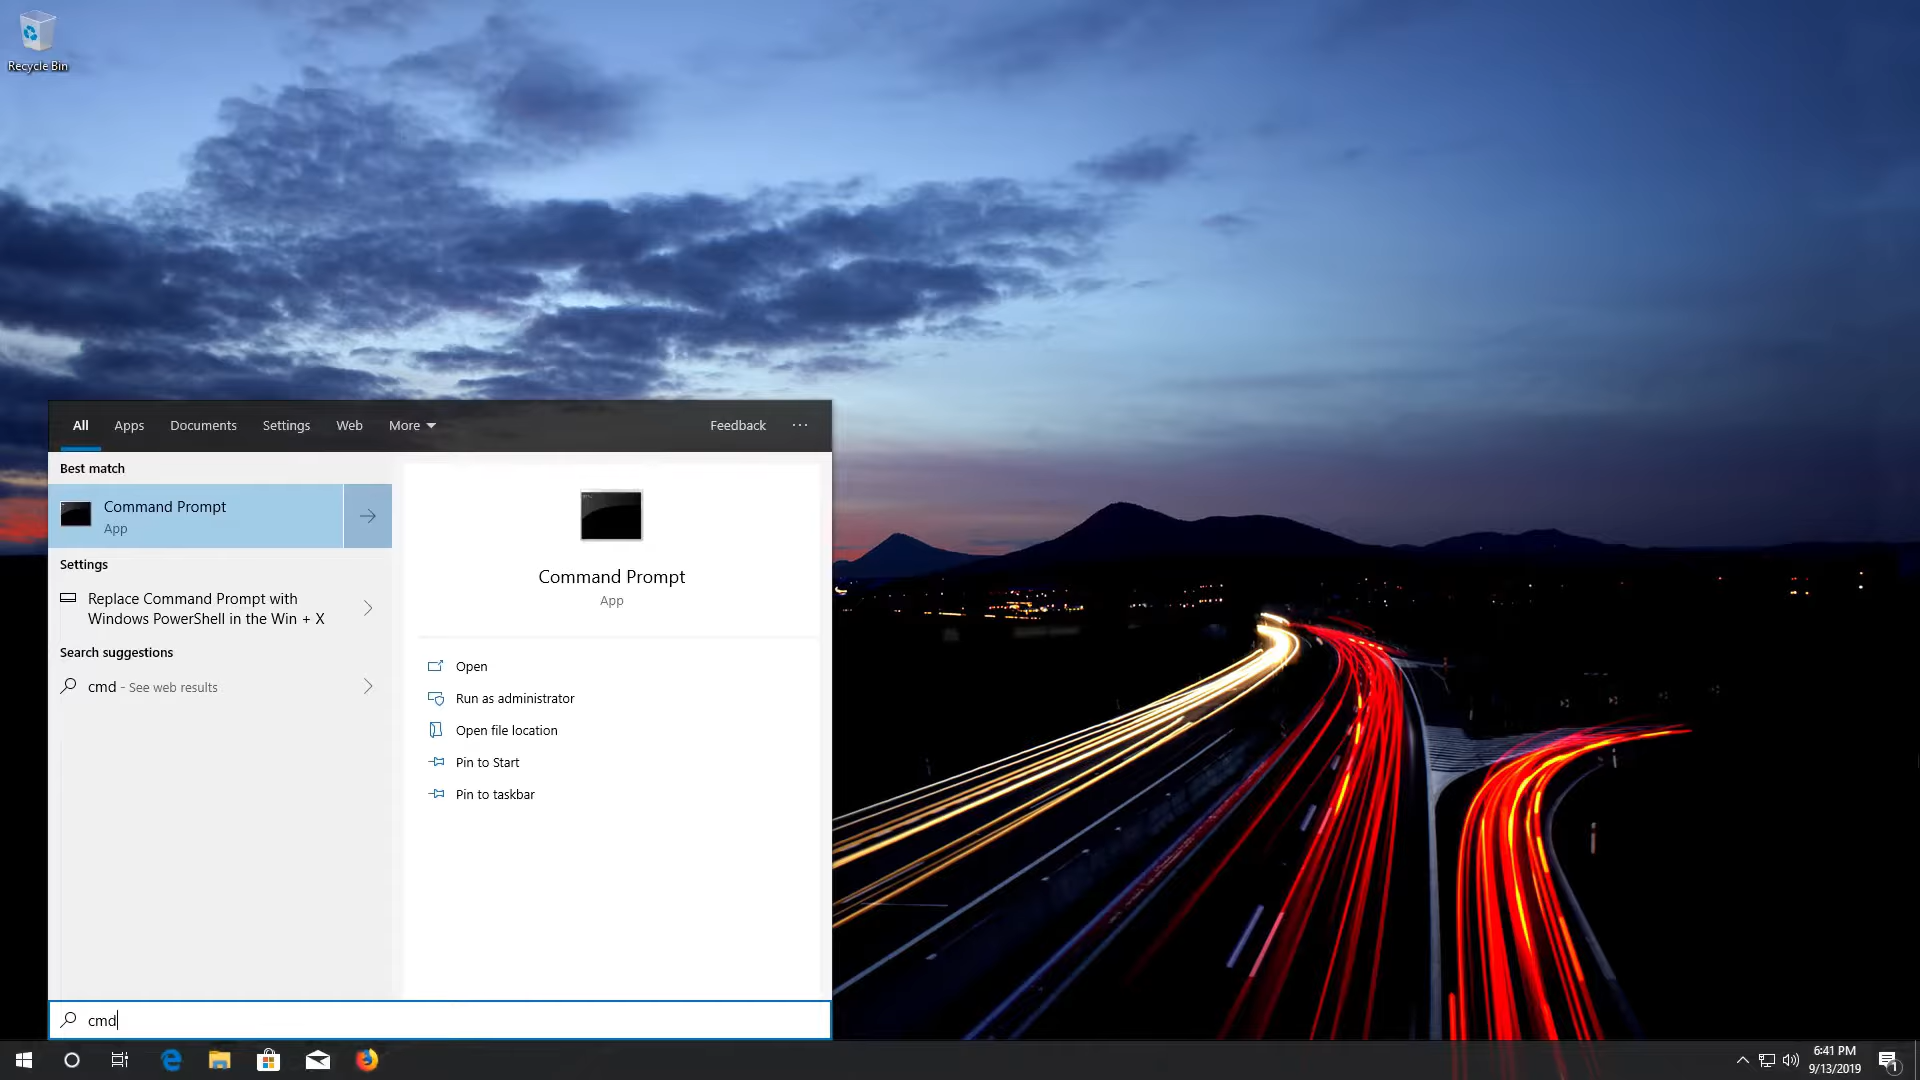 Recycle Bin
All Apps Documents Settings Web More Feedback ...
Best match
Command Prompt
App
Settings
Replace Command Prompt with
Windows PowerShell in the Win + X
Search suggestions
cmd - See web results
Command Prompt
App
Open
Run as administrator
Open file location
Pin to Start
Pin to taskbar
cmd
6:41 PM
9/13/2019
1